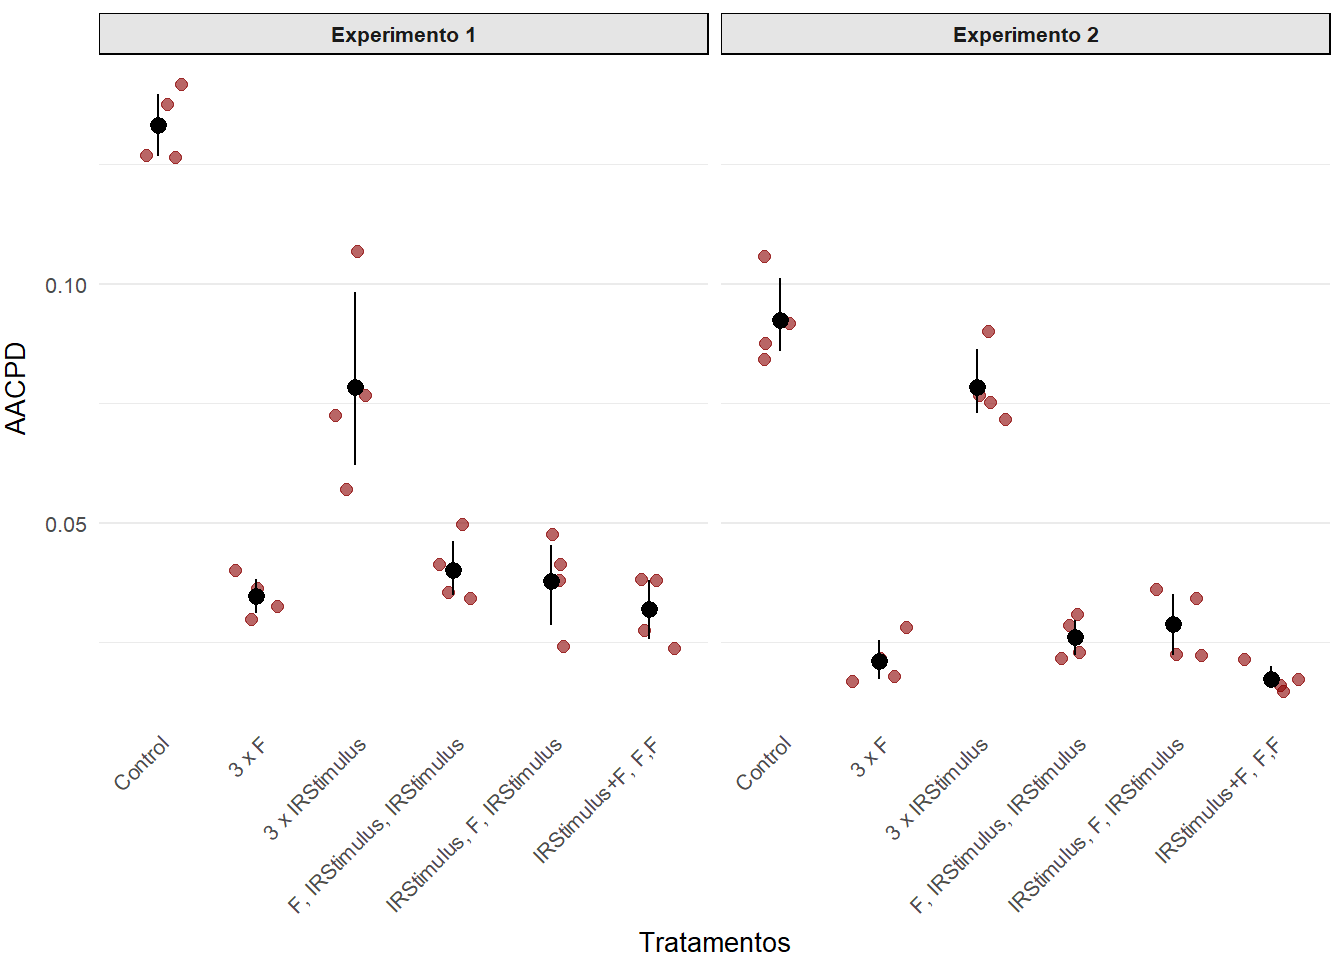 Experimento 1
Experimento 2
AACPD
0.10
0.05
Control
3 x F
3 x IRStimulus
F, IRStimulus, IRStimulus
IRStimulus, F, IRStimulus
IRStimulus+F, F,F
Control
3 x F
3 x IRStimulus
F, IRStimulus, IRStimulus
IRStimulus, F, IRStimulus
IRStimulus+F, F,F
Tratamentos